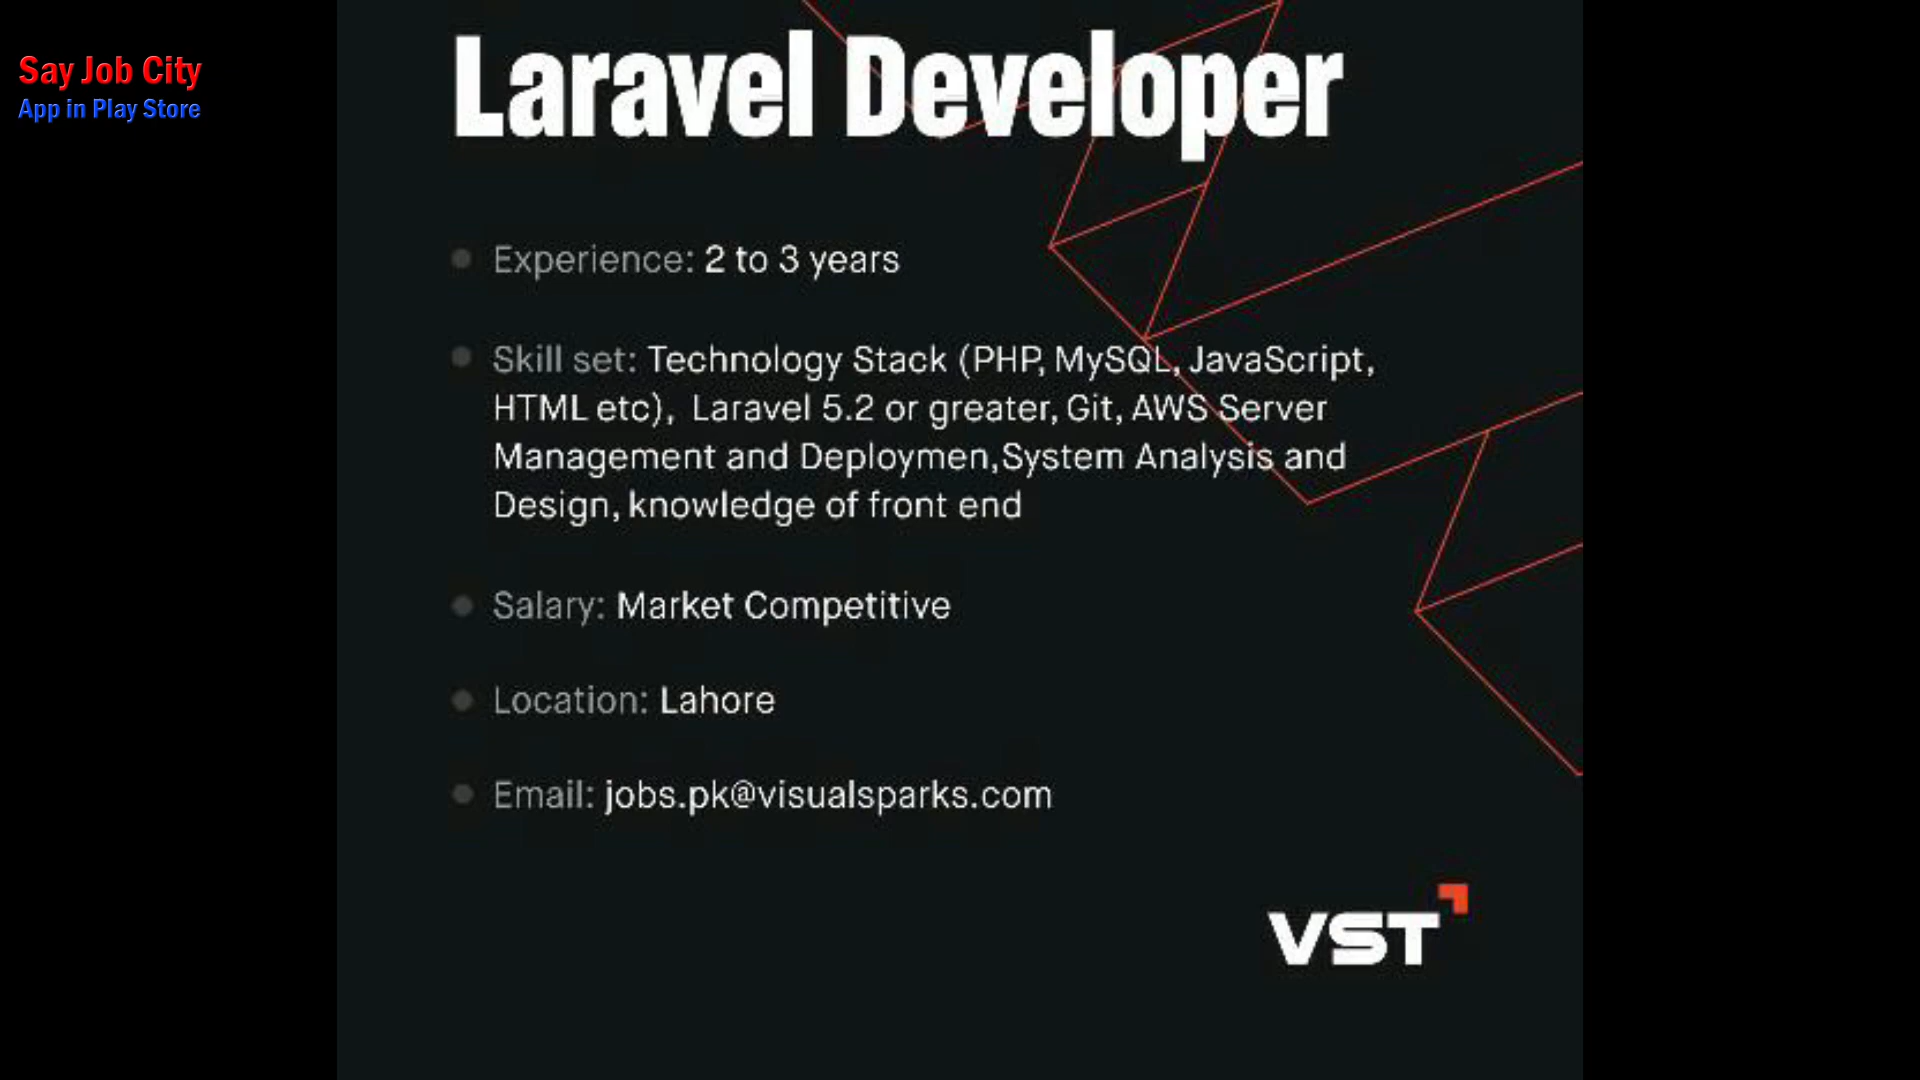 Say Job City
App in Play Store
Laravel Developer
Experience: 2 to 3 years
Skill set: Technology Stack (PHP, MySQL, JavaScript,
HTML etc), Laravel 5.2 or greater, Git, AWS Server
Management and Deploymen,System Analysis and
Design, knowledge of front end
Salary: Market Competitive
Location: Lahore
Email: jobs.pk@visualsparks.com
VST